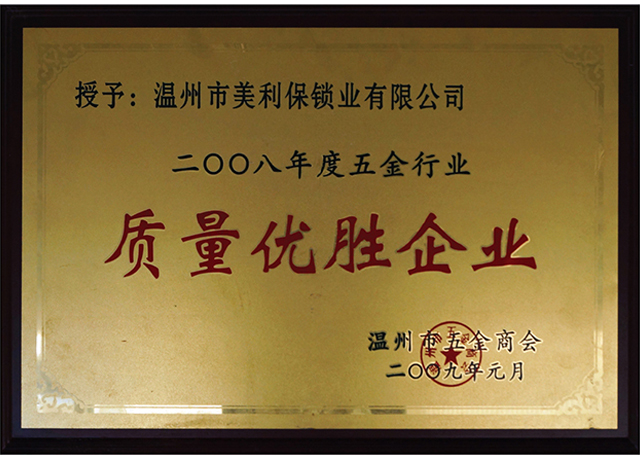 授予：温州市美利保锁业有限公司
二〇〇八年度五金行业
质量优胜企业
温州市五金商会
二〇〇九年元月